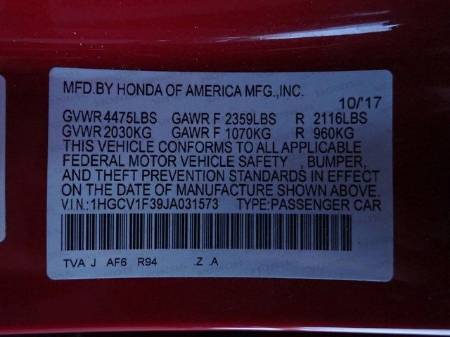 MFD.BY HONDA OF AMERICA MFG.,INC.
10/'17
GVWR 4475LBS GAWR F 2359LBS R 2116LBS
GVWR 2030KG GAWR F 1070KG R 960KG
THIS VEHICLE CONFORMS TO ALL APPLICABLE
FEDERAL MOTOR VEHICLE SAFETY , BUMPER,
AND THEFT PREVENTION STANDARDS IN EFFECT
ON THE DATE OF MANUFACTURE SHOWN ABOVE.
V.I.N.:1HGCV1F39JA031573 TYPE:PASSENGER CAR
TVA J AF6 R94 .Z .A